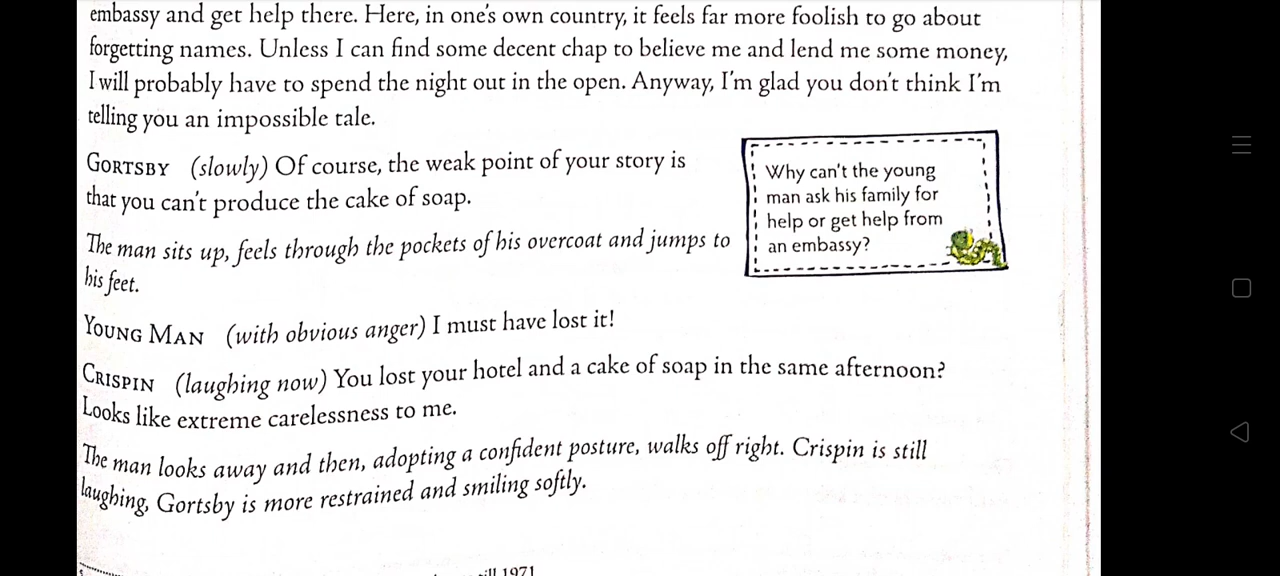 embassy and get help there. Here, in one's own country, it feels far more foolish to go about
forgetting names. Unless I can find some decent chap to believe me and lend me some money,
I will probably have to spend the night out in the open. Anyway, I'm glad you don't think I'm
telling you an impossible tale.
GORTSBY (slowly) Of course, the weak point of your story is
that you can't produce the cake of soap.
Why can't the young
man ask his family for
help or get help from
an embassy?
The man sits up, feels through the pockets of his overcoat and jumps to
his feet.
YOUNG MAN (with obvious anger) I must have lost it!
CRISPIN (laughing now) You lost your hotel and a cake of soap in the same afternoon?
Looks like extreme carelessness to me.
The man looks away and then, adopting a confident posture, walks off right. Crispin is still
laughing, Gortsby is more restrained and smiling softly.
1971